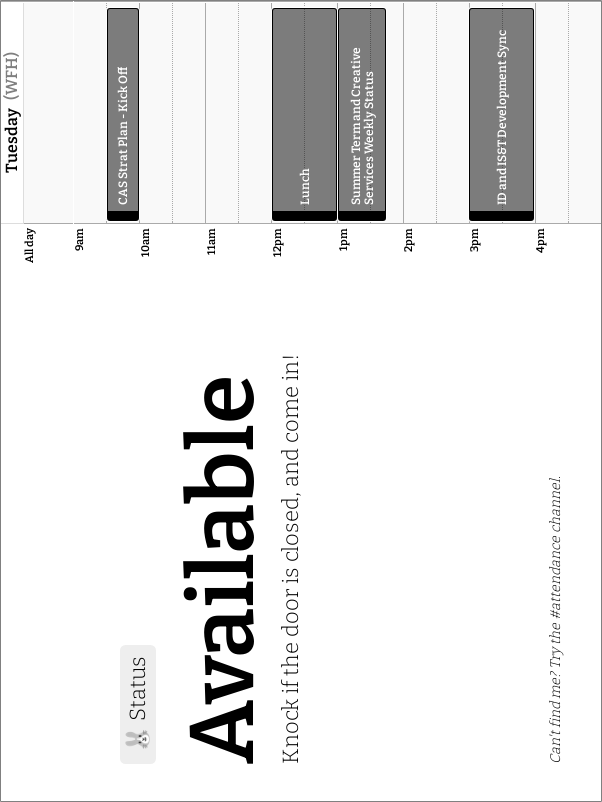 Status
Available
Knock if the door is closed, and come in!
Can't find me? Try the #attendance channel.
Tuesday (WFH)
All day
9am
CAS Strat Plan - Kick Off
10am
11am
12pm
Lunch
1pm
Summer Term and Creative
Services Weekly Status
2pm
3pm
ID and IS&T Development Sync
4pm